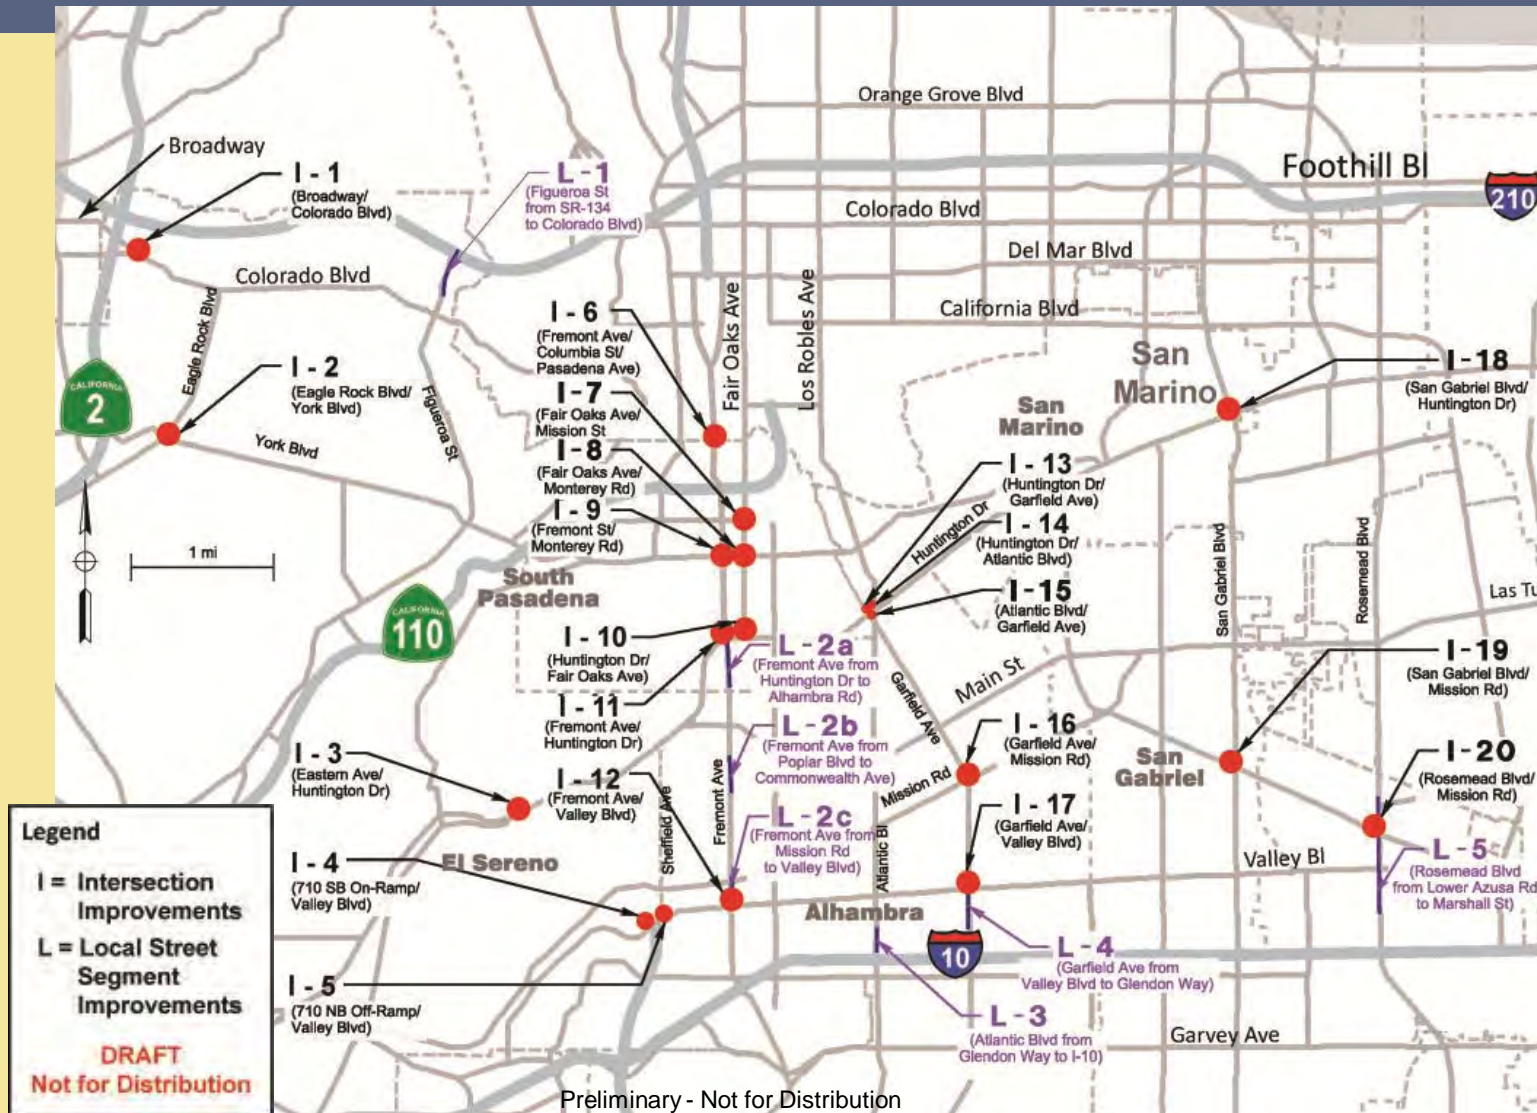 Orange Grove Blvd
Broadway
Foothill Bl
I - 1
(Broadway/
Colorado Blvd)
L - 1
(Figueroa St
from SR-134
to Colorado Blvd)
210
Colorado Blvd
Del Mar Blvd
Colorado Blvd
California Blvd
Eagle Rock Blvd
Fair Oaks Ave
Los Robles Ave
I - 6
(Fremont Ave/
Columbia St/
Pasadena Ave)
CALIFORNIA
2
I - 2
(Eagle Rock Blvd/
York Blvd)
Figueroa St
York Blvd
I - 7
(Fair Oaks Ave/
Mission St
I - 8
(Fair Oaks Ave/
Monterey Rd)
I - 9
(Fremont St/
Monterey Rd)
San
Marino
San
Marino
I - 18
(San Gabriel Blvd/
Huntington Dr)
I - 13
(Huntington Dr/
Garfield Ave)
Huntington Dr
I - 14
(Huntington Dr/
Atlantic Blvd)
I - 15
(Atlantic Blvd/
Garfield Ave)
San Gabriel Blvd
Rosemead Blvd
Las Tu
1 mi
South
Pasadena
CALIFORNIA
110
I - 10
(Huntington Dr/
Fair Oaks Ave)
I - 11
(Fremont Ave/
Huntington Dr)
L - 2a
(Fremont Ave from
Huntington Dr to
Alhambra Rd)
L - 2b
(Fremont Ave from
Poplar Blvd to
Commonwealth Ave)
L - 2c
(Fremont Ave from
Mission Rd
to Valley Blvd)
Garfield Ave
Main St
I - 19
(San Gabriel Blvd/
Mission Rd)
I - 16
(Garfield Ave/
Mission Rd)
San
Gabriel
I - 20
(Rosemead Blvd/
Mission Rd)
I - 3
(Eastern Ave/
Huntington Dr)
I - 12
(Fremont Ave/
Valley Blvd)
Sheffield Ave
Fremont Ave
Mission Rd
Atlantic Bl
I - 17
(Garfield Ave/
Valley Blvd)
El Sereno
Valley Bl
L - 5
(Rosemead Blvd
from Lower Azusa Rd
to Marshall St)
I - 4
(710 SB On-Ramp/
Valley Blvd)
Alhambra
10
L - 4
(Garfield Ave from
Valley Blvd to Glendon Way)
I - 5
(710 NB Off-Ramp/
Valley Blvd)
L - 3
(Atlantic Blvd from
Glendon Way to I-10)
Garvey Ave
Legend
I = Intersection
Improvements
L = Local Street
Segment
Improvements
DRAFT
Not for Distribution
Preliminary - Not for Distribution